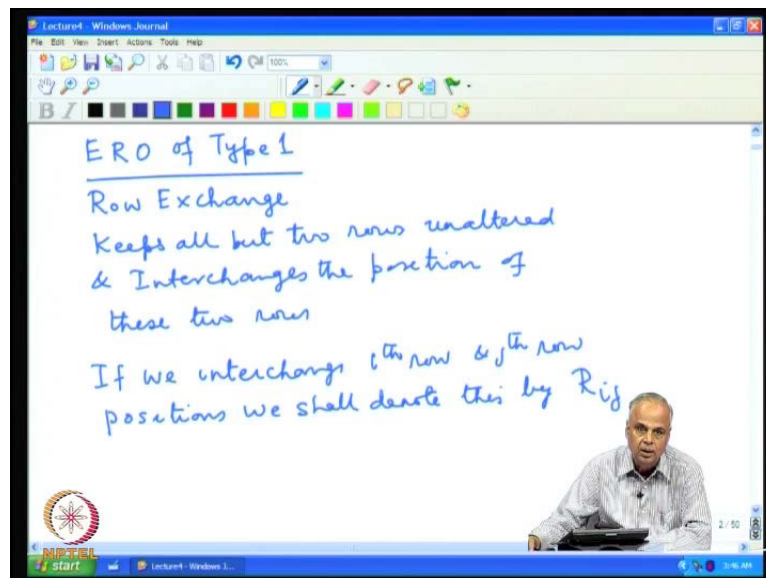 Lecture4 - Windows Journal
File Edit View Insert Actions Tools Help
100%
B I
ERO of Type 1
Row Exchange
Keeps all but two rows unaltered
& Interchanges the position of
these two rows
If we interchange ith row & jth row
positions we shall denote this by Rij
2 / 50
NPTEL
start Lecture4 - Windows J... 3:46 AM